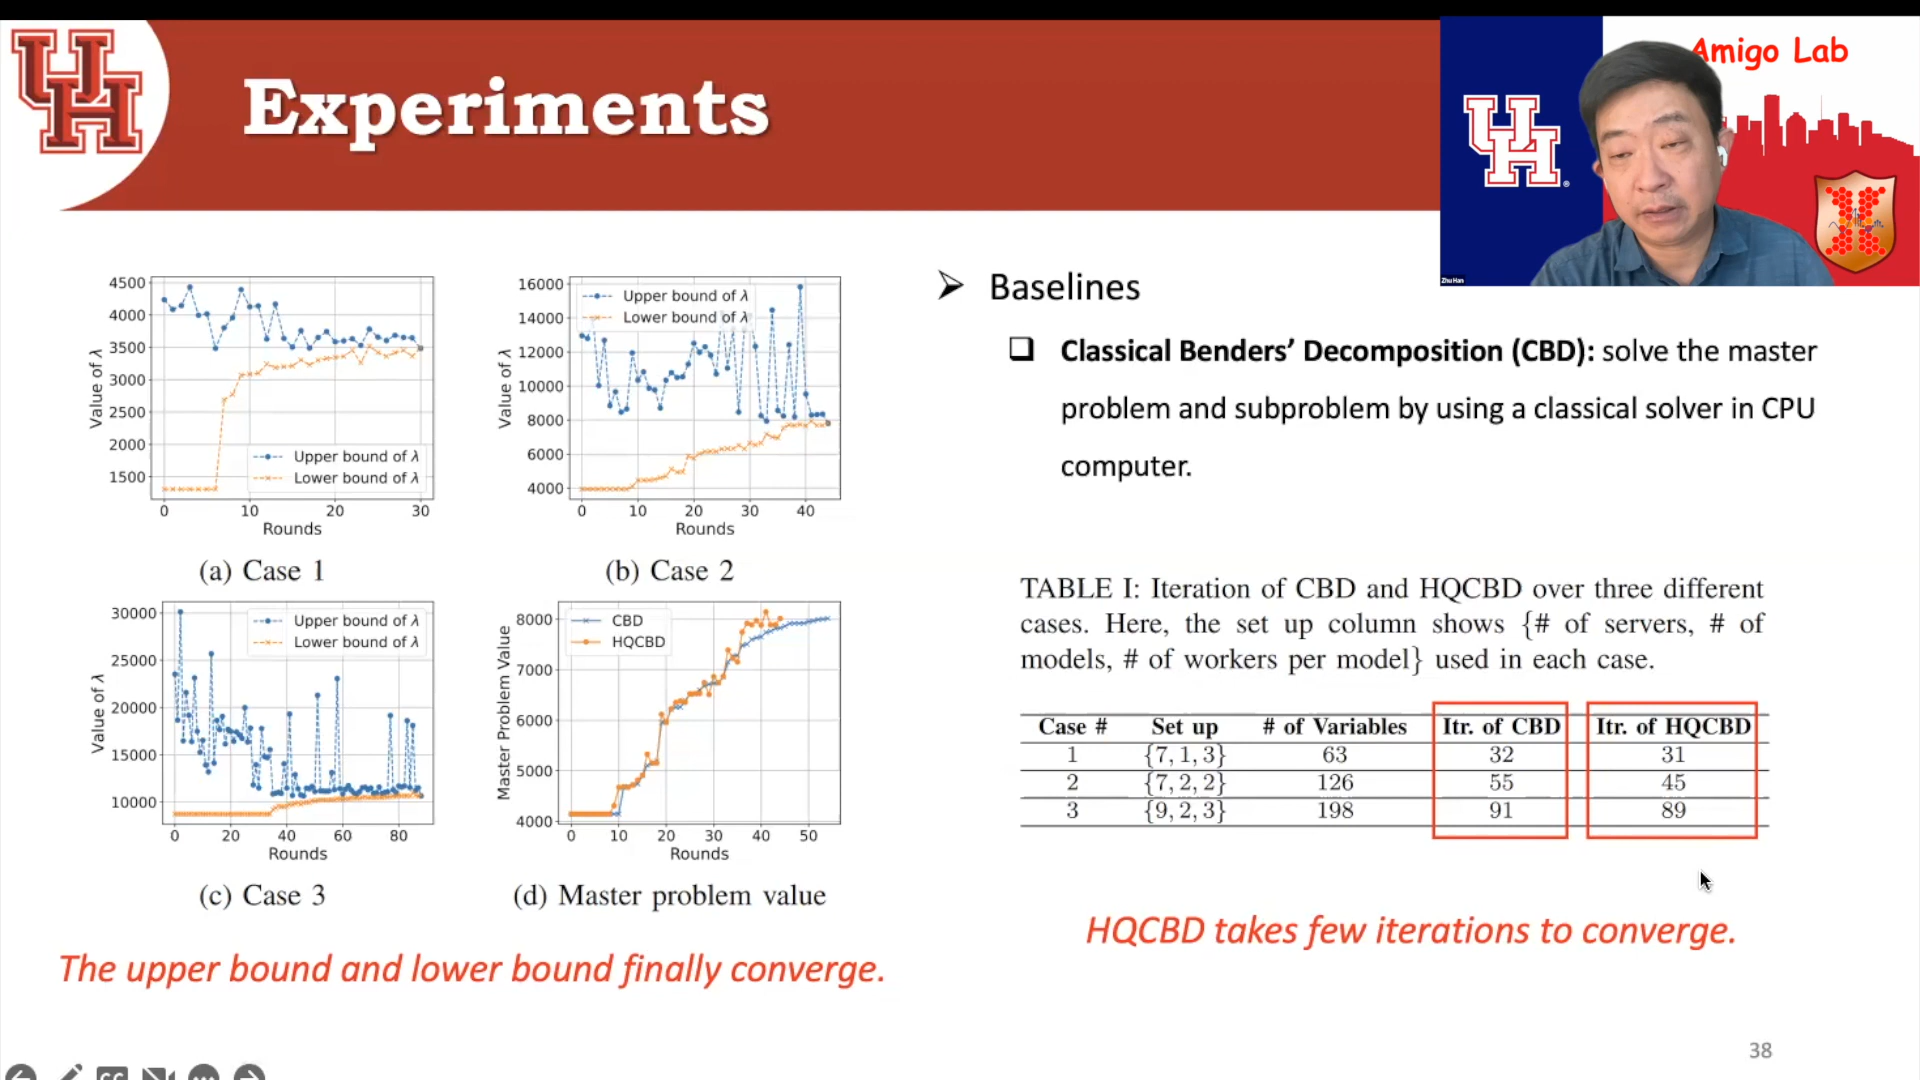 Experiments
Amigo Lab
Zhu Han
4500
4000
3500
3000
2500
2000
1500
Value of λ
Upper bound of λ
Lower bound of λ
0 10 20 30
Rounds
(a) Case 1
16000
14000
12000
10000
8000
6000
4000
Value of λ
Upper bound of λ
Lower bound of λ
0 10 20 30 40
Rounds
(b) Case 2
30000
25000
20000
15000
10000
Value of λ
Upper bound of λ
Lower bound of λ
0 20 40 60 80
Rounds
(c) Case 3
8000
7000
6000
5000
4000
Master Problem Value
CBD
HQCBD
0 10 20 30 40 50
Rounds
(d) Master problem value
The upper bound and lower bound finally converge.
Baselines
Classical Benders’ Decomposition (CBD): solve the master
problem and subproblem by using a classical solver in CPU
computer.
TABLE I: Iteration of CBD and HQCBD over three different
cases. Here, the set up column shows {# of servers, # of
models, # of workers per model} used in each case.
Case # Set up # of Variables Itr. of CBD Itr. of HQCBD
1 {7, 1, 3} 63 32 31
2 {7, 2, 2} 126 55 45
3 {9, 2, 3} 198 91 89
HQCBD takes few iterations to converge.
38